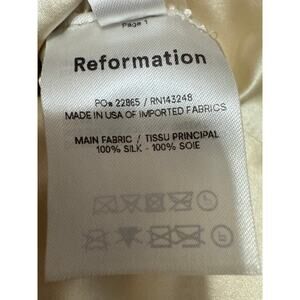 Page 1
Reformation
PO# 22865 / RN143248
MADE IN USA OF IMPORTED FABRICS
MAIN FABRIC / TISSU PRINCIPAL
100% SILK - 100% SOIE